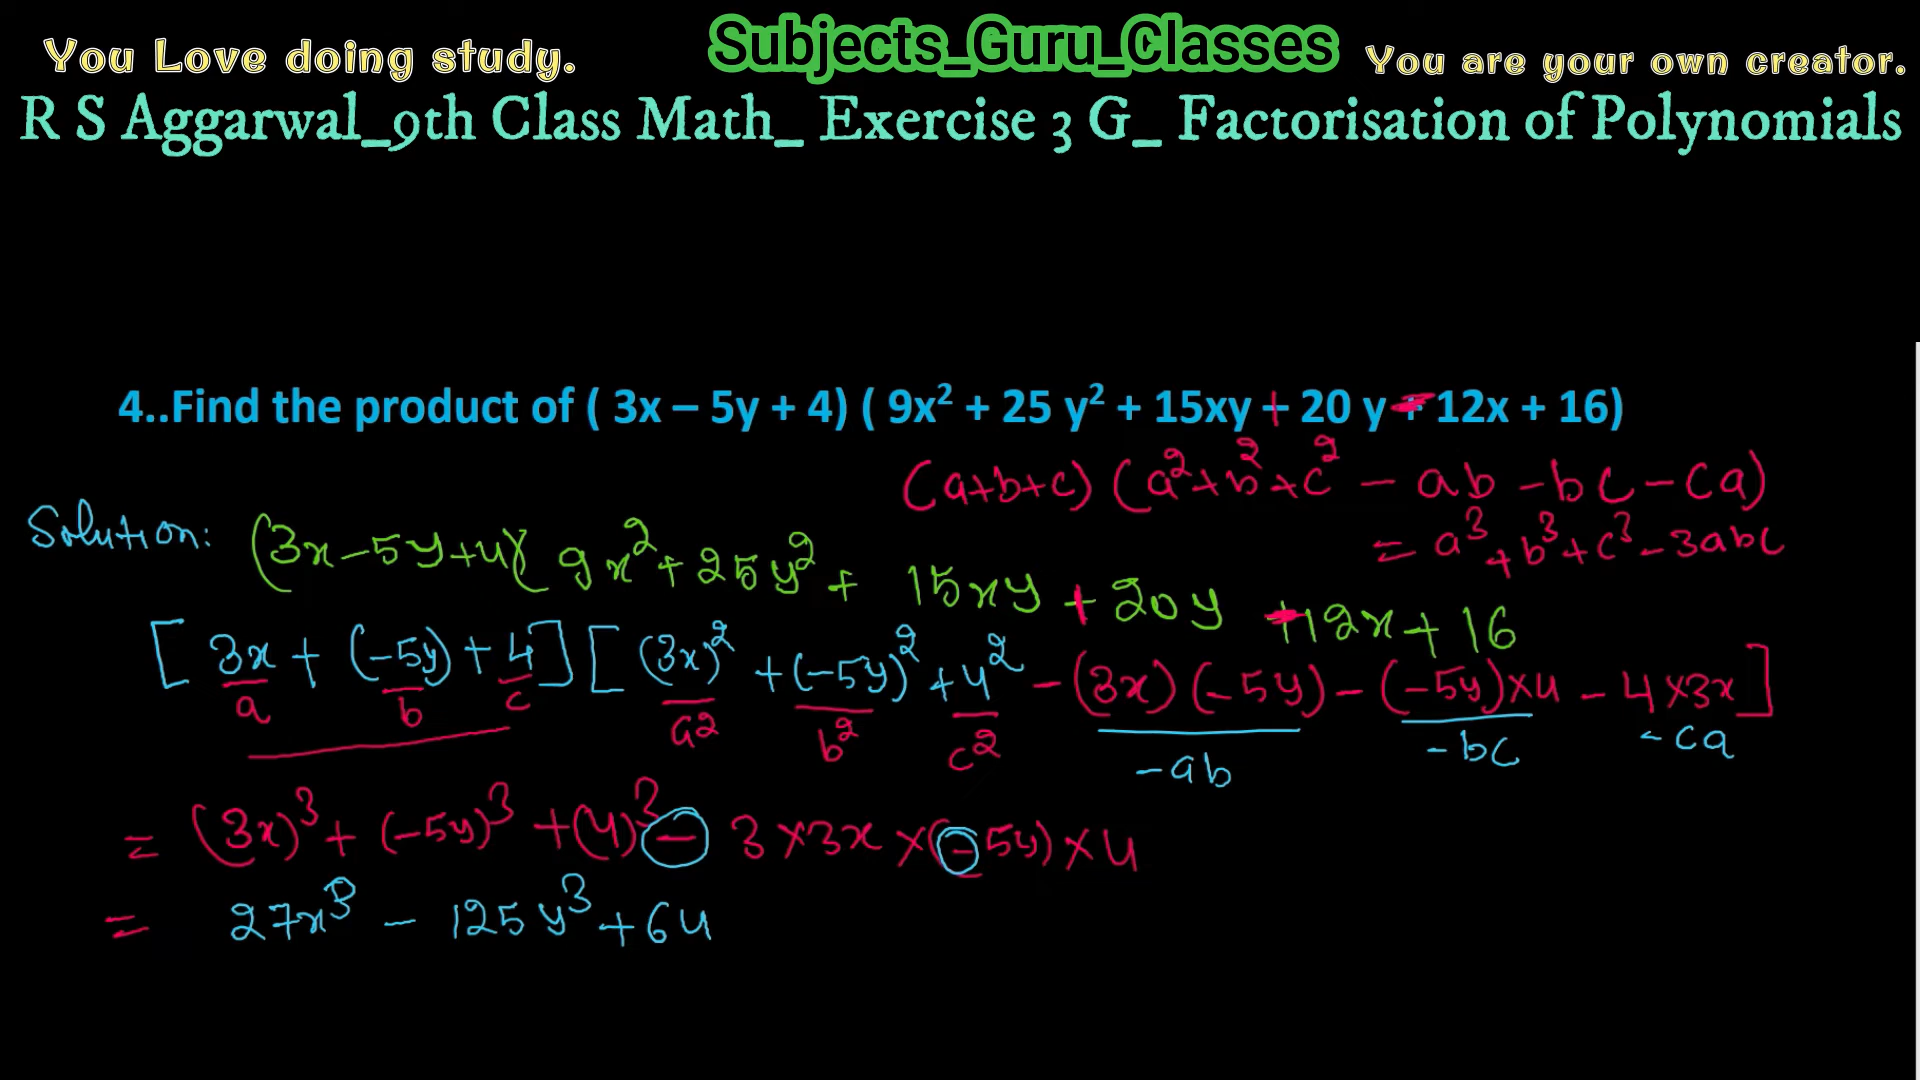 You Love doing study.
Subjects_Guru_Classes
You are your own creator.
R S Aggarwal_9th Class Math_ Exercise 3 G_ Factorisation of Polynomials
4..Find the product of ( 3x – 5y + 4) ( 9x² + 25 y² + 15xy + 20 y - 12x + 16)
(a+b+c) (a²+b²+c² - ab - bc - ca)
= a³+b³+c³-3abc
Solution: (3x-5y+4)( 9x²+25y²+ 15xy + 20y -12x+16
[3x + (-5y) + 4] [(3x)² +(-5y)²+4² - (3x)(-5y) - (-5y)×4 - 4×3x]
a b c a² b² c² -ab -bc -ca
= (3x)³+(-5y)³+(4)³ - 3×3x×(-5y)×4
= 27x³ - 125y³+64